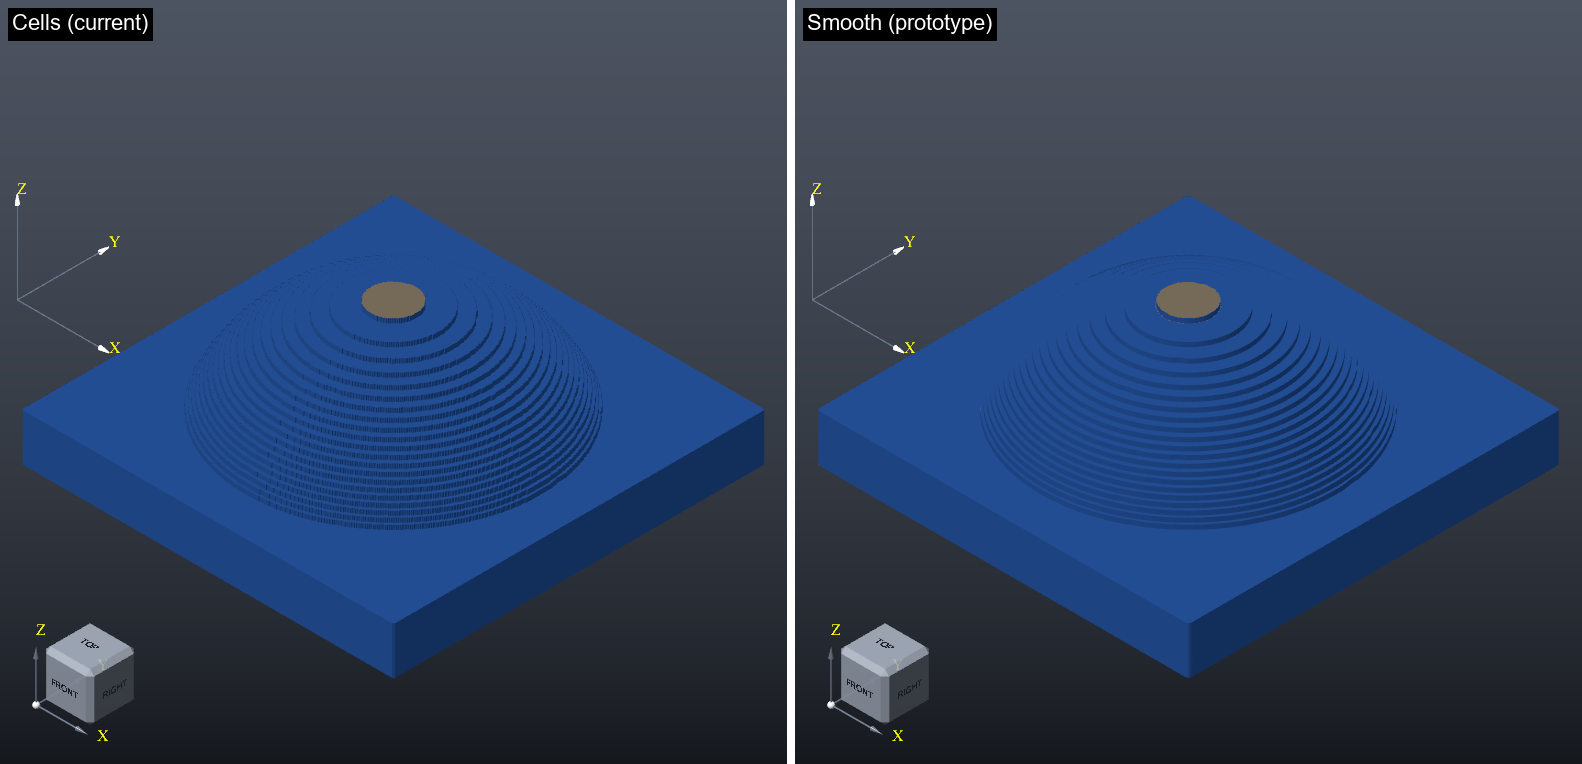 Cells (current)
Smooth (prototype)
Z
Y
X
Z
Y
X
Z
TOP
Y
FRONT
RIGHT
X
Z
TOP
Y
FRONT
RIGHT
X